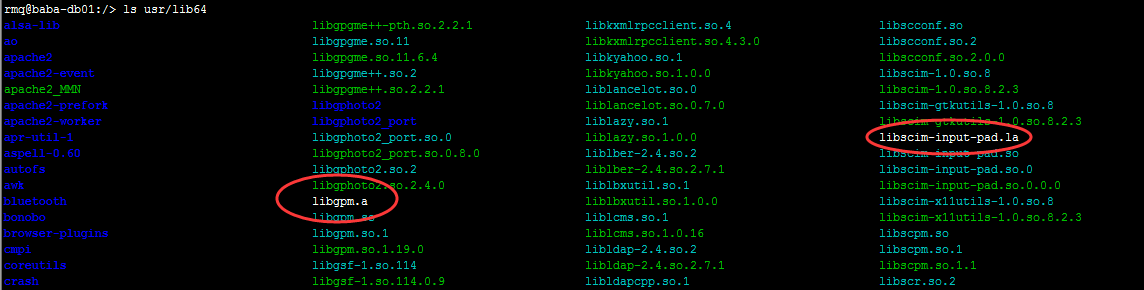 rmq@baba-db01:/> ls usr/lib64
alsa-lib libgpgme++-pth.so.2.2.1 libkxmlrpcclient.so.4 libscconf.so
ao libgpgme.so.11 libkxmlrpcclient.so.4.3.0 libscconf.so.2
apache2 libgpgme.so.11.6.4 libkyahoo.so.1 libscconf.so.2.0.0
apache2-event libgpgme++.so.2 libkyahoo.so.1.0.0 libscim-1.0.so.8
apache2_MMN libgpgme++.so.2.2.1 liblancelot.so.0 libscim-1.0.so.8.2.3
apache2-prefork libgphoto2 liblancelot.so.0.7.0 libscim-gtkutils-1.0.so.8
apache2-worker libgphoto2_port liblazy.so.1 libscim-gtkutils-1.0.so.8.2.3
apr-util-1 libgphoto2_port.so.0 liblazy.so.1.0.0 libscim-input-pad.la
aspell-0.60 libgphoto2_port.so.0.8.0 liblber-2.4.so.2 libscim-input-pad.so
autofs libgphoto2.so.2 liblber-2.4.so.2.7.1 libscim-input-pad.so.0
awk libgphoto2.so.2.4.0 liblbxutil.so.1 libscim-input-pad.so.0.0.0
bluetooth libgpm.a liblbxutil.so.1.0.0 libscim-x11utils-1.0.so.8
bonobo libgpm.so liblcms.so.1 libscim-x11utils-1.0.so.8.2.3
browser-plugins libgpm.so.1 liblcms.so.1.0.16 libscpm.so
cmpi libgpm.so.1.19.0 libldap-2.4.so.2 libscpm.so.1
coreutils libgsf-1.so.114 libldap-2.4.so.2.7.1 libscpm.so.1.1
crash libgsf-1.so.114.0.9 libldapcpp.so.1 libscr.so.2